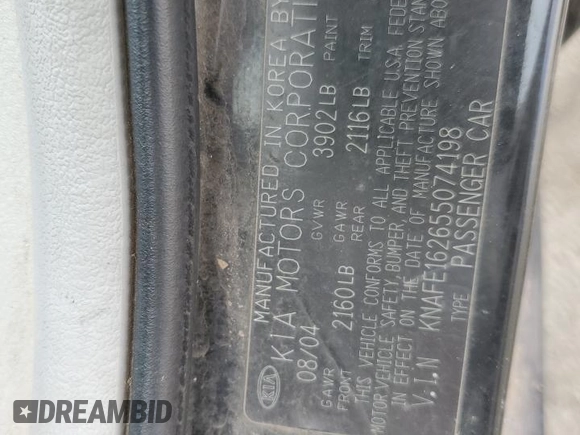 KIA
MANUFACTURED IN KOREA BY
KIA MOTORS CORPORATI
08/04 GVWR 3902LB PAINT
GAWR FRONT 2160LB GAWR REAR 2116LB TRIM
THIS VEHICLE CONFORMS TO ALL APPLICABLE U.S.A. FEDE
MOTOR VEHICLE SAFETY, BUMPER, AND THEFT PREVENTION STAN
IN EFFECT ON THE DATE OF MANUFACTURE SHOWN ABO
V.I.N KNAFE162655074198
TYPE PASSENGER CAR
DREAMBID